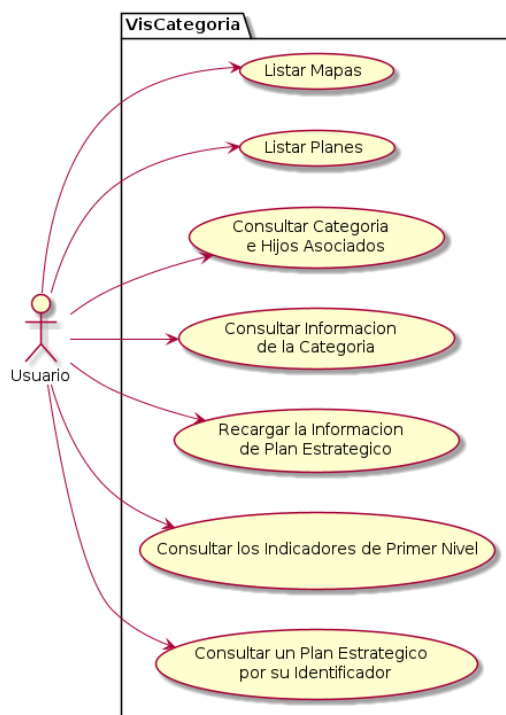 VisCategoria
Listar Mapas
Listar Planes
Consultar Categoria
e Hijos Asociados
Consultar Informacion
de la Categoria
Usuario
Recargar la Informacion
de Plan Estrategico
Consultar los Indicadores de Primer Nivel
Consultar un Plan Estrategico
por su Identificador